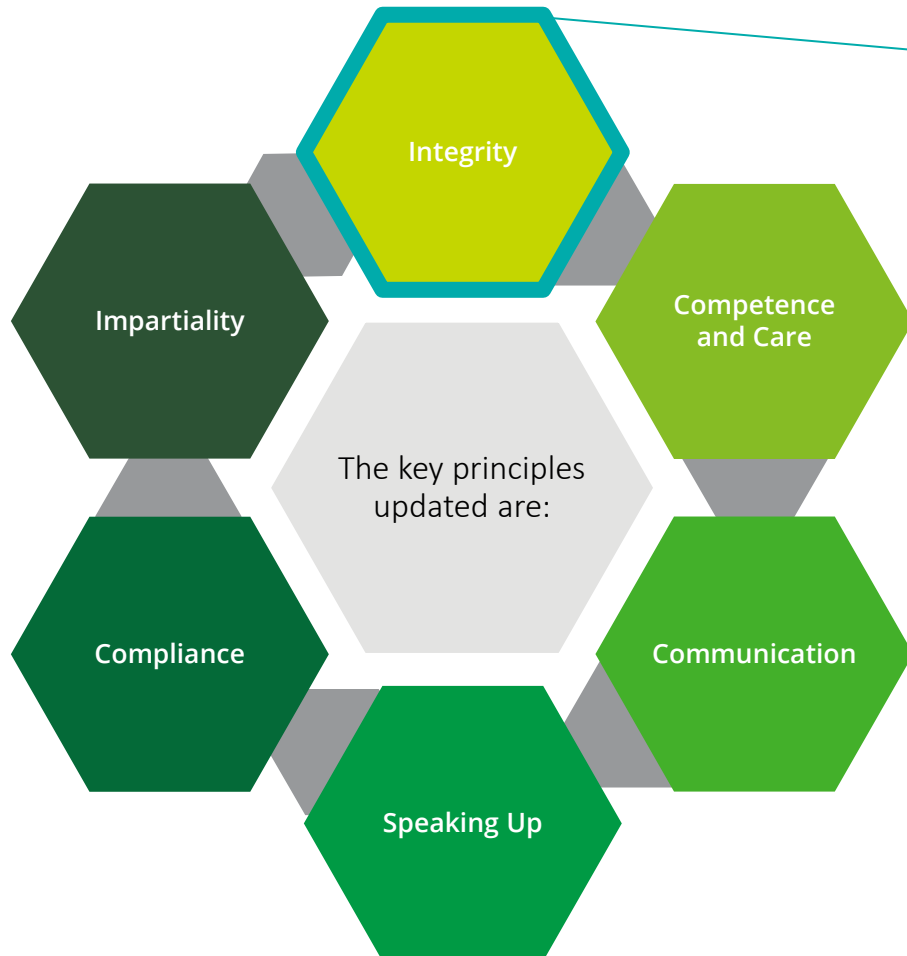 Integrity
Impartiality
Competence
and Care
The key principles
updated are:
Compliance
Communication
Speaking Up